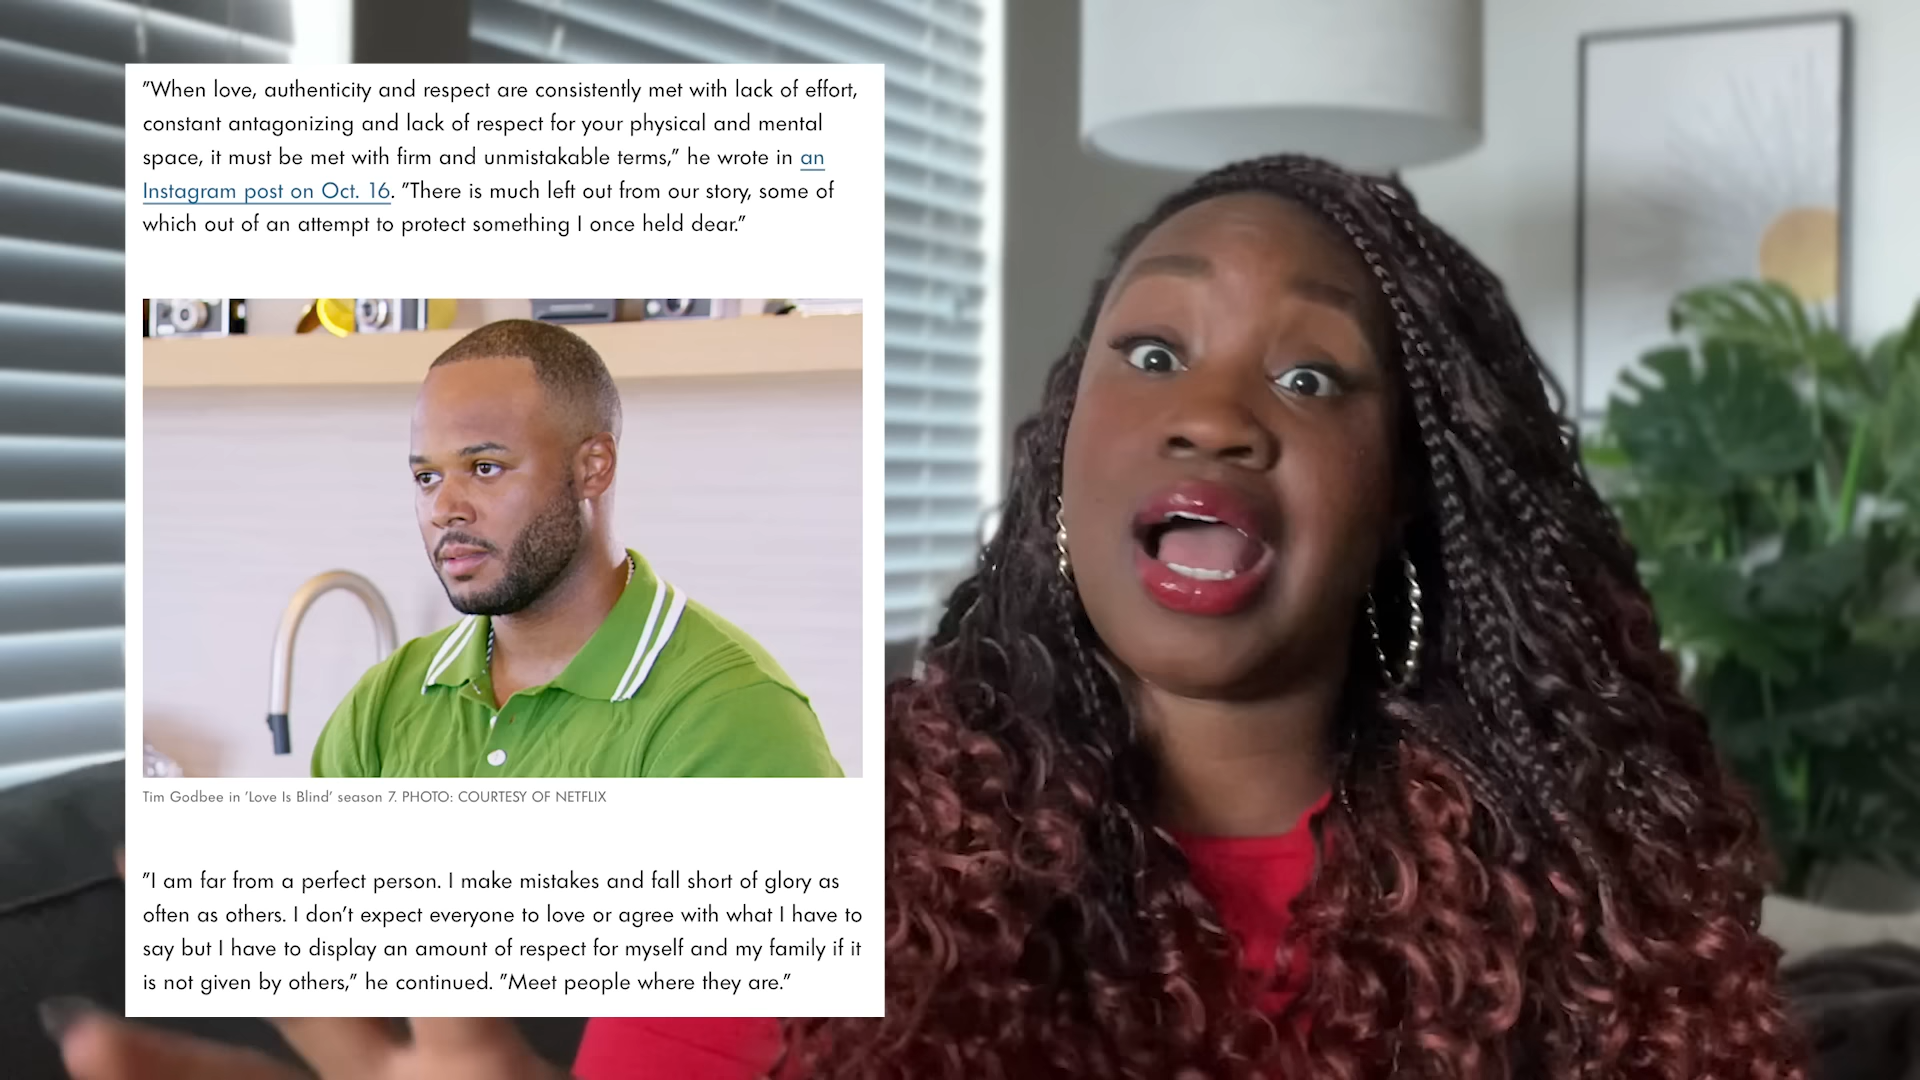 "When love, authenticity and respect are consistently met with lack of effort,
constant antagonizing and lack of respect for your physical and mental
space, it must be met with firm and unmistakable terms,” he wrote in an
Instagram post on Oct. 16. "There is much left out from our story, some of
which out of an attempt to protect something I once held dear.”
Tim Godbee in ‘Love Is Blind’ season 7. PHOTO: COURTESY OF NETFLIX
"I am far from a perfect person. I make mistakes and fall short of glory as
often as others. I don’t expect everyone to love or agree with what I have to
say but I have to display an amount of respect for myself and my family if it
is not given by others,” he continued. "Meet people where they are.”